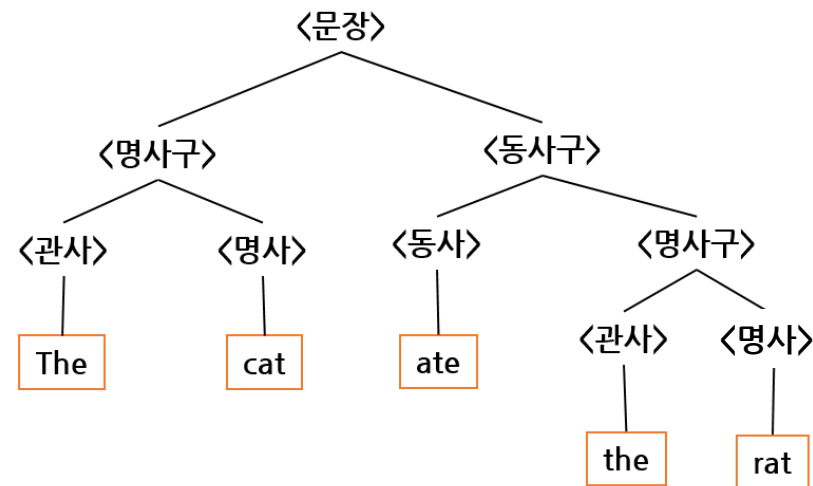 <문장>
<명사구> <동사구>
<관사> <명사> <동사> <명사구>
The cat ate <관사> <명사>
the rat